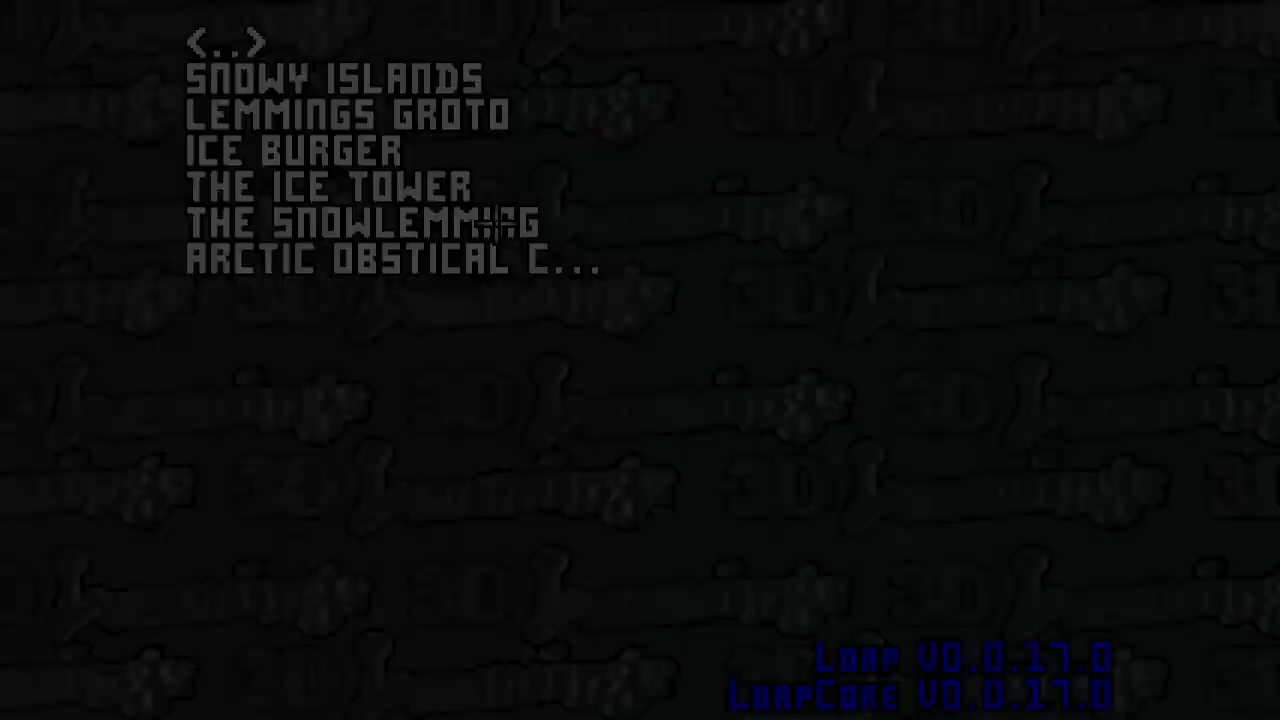 <..>
SNOWY ISLANDS
LEMMINGS GROTO
ICE BURGER
THE ICE TOWER
THE SNOWLEMMING
ARCTIC OBSTICAL C...
LOAP V0.0.17.0
LOAPCORE V0.0.17.0